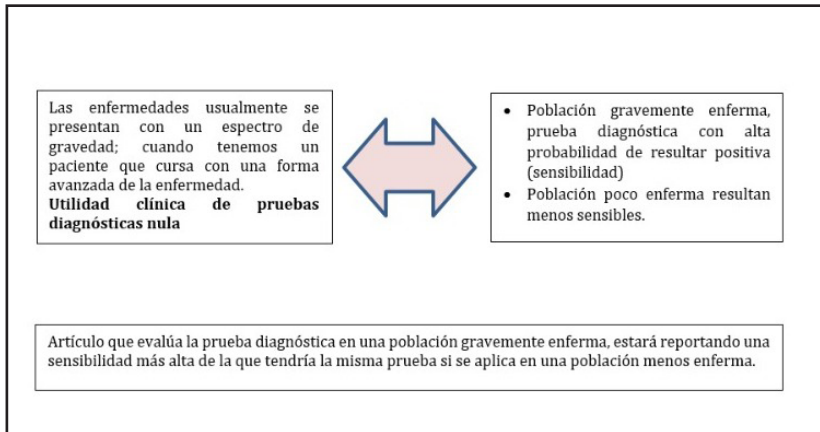 Las enfermedades usualmente se
presentan con un espectro de
gravedad; cuando tenemos un
paciente que cursa con una forma
avanzada de la enfermedad.
Utilidad clínica de pruebas
diagnósticas nula
• Población gravemente enferma,
prueba diagnóstica con alta
probabilidad de resultar positiva
(sensibilidad)
• Población poco enferma resultan
menos sensibles.
Artículo que evalúa la prueba diagnóstica en una población gravemente enferma, estará reportando una
sensibilidad más alta de la que tendría la misma prueba si se aplica en una población menos enferma.